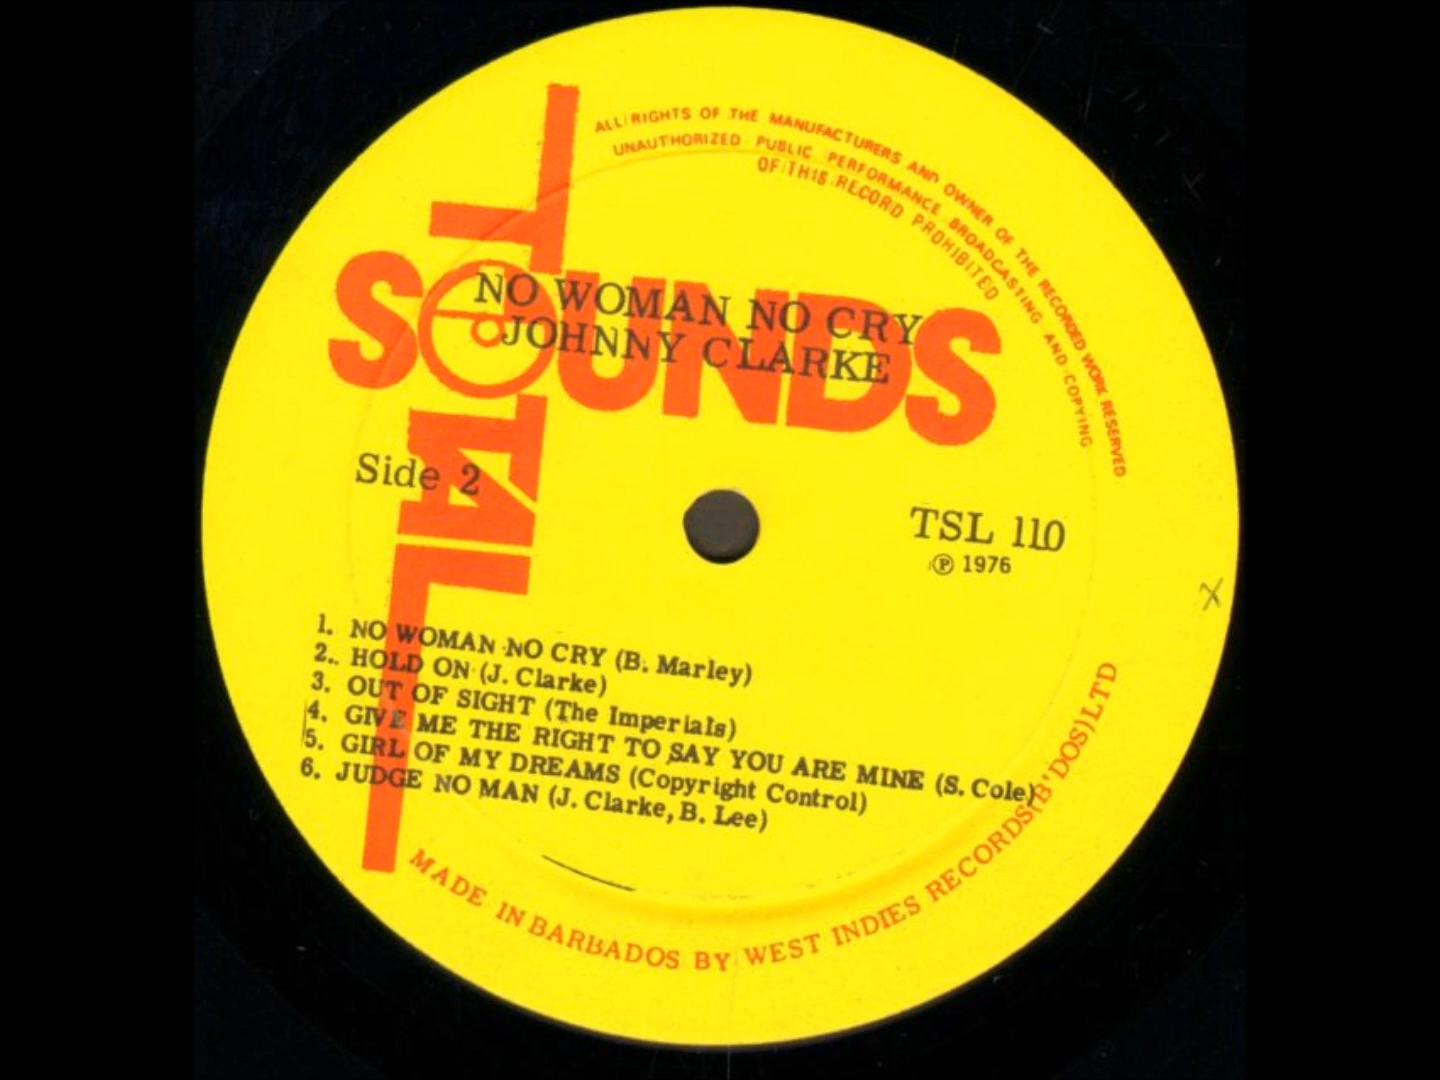 ALL RIGHTS OF THE MANUFACTURERS AND OWNER OF THE RECORDED WORK RESERVED
UNAUTHORIZED PUBLIC PERFORMANCE BROADCASTING AND COPYING
OF THIS RECORD PROHIBITED
TOTAL
SOUNDS
NO WOMAN NO CRY
JOHNNY CLARKE
Side 2
TSL 110
℗ 1976
1. NO WOMAN NO CRY (B. Marley)
2. HOLD ON (J. Clarke)
3. OUT OF SIGHT (The Imperials)
4. GIVE ME THE RIGHT TO SAY YOU ARE MINE (S. Cole)
5. GIRL OF MY DREAMS (Copyright Control)
6. JUDGE NO MAN (J. Clarke, B. Lee)
MADE IN BARBADOS BY WEST INDIES RECORDS (B'DOS) LTD
X